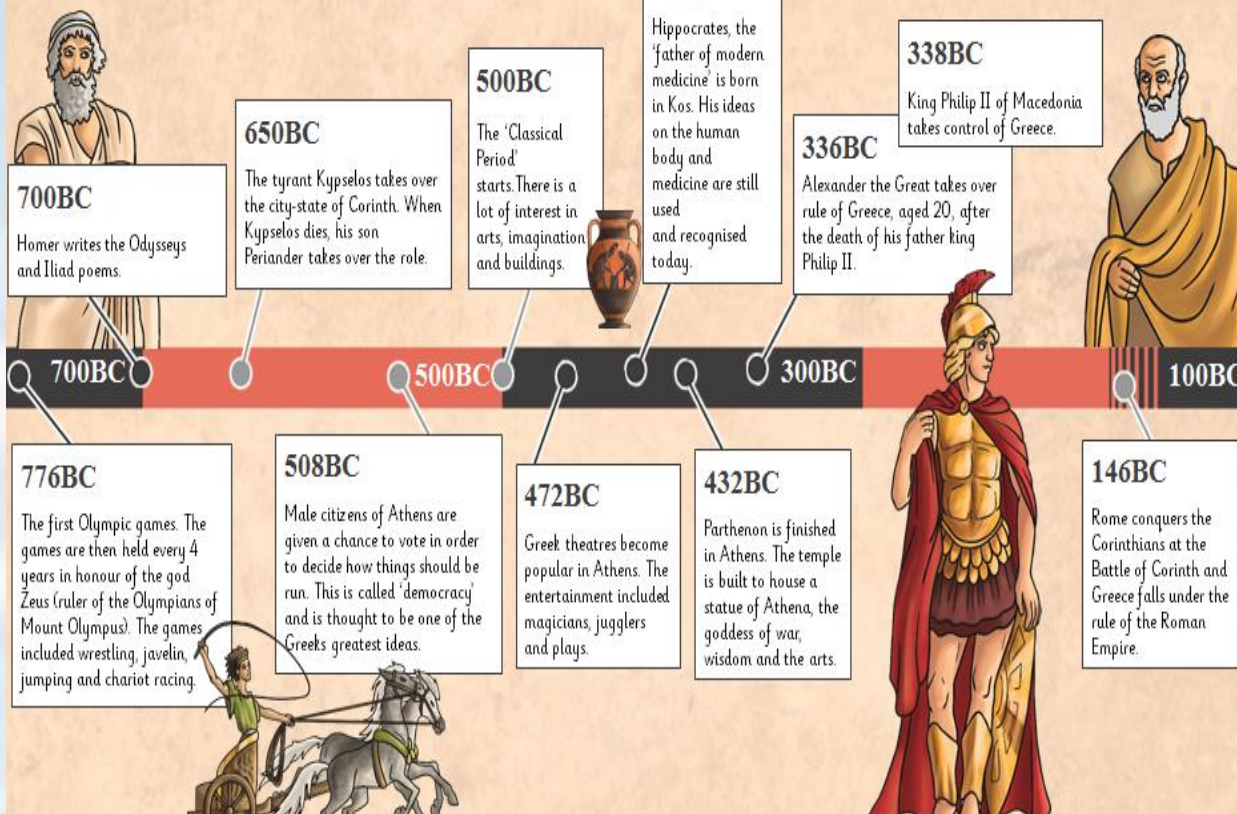 700BC
Homer writes the Odysseys
and Iliad poems.
650BC
The tyrant Kypselos takes over
the city-state of Corinth. When
Kypselos dies, his son
Periander takes over the role.
500BC
The ‘Classical
Period’
starts.There is a
lot of interest in
arts, imagination
and buildings.
Hippocrates, the
‘father of modern
medicine’ is born
in Kos. His ideas
on the human
body and
medicine are still
used
and recognised
today.
336BC
Alexander the Great takes over
rule of Greece, aged 20, after
the death of his father king
Philip II.
338BC
King Philip II of Macedonia
takes control of Greece.
700BC
500BC
300BC
100BC
776BC
The first Olympic games. The
games are then held every 4
years in honour of the god
Zeus (ruler of the Olympians of
Mount Olympus). The games
included wrestling, javelin,
jumping and chariot racing.
508BC
Male citizens of Athens are
given a chance to vote in order
to decide how things should be
run. This is called ‘democracy’
and is thought to be one of the
Greeks greatest ideas.
472BC
Greek theatres become
popular in Athens. The
entertainment included
magicians, jugglers
and plays.
432BC
Parthenon is finished
in Athens. The temple
is built to house a
statue of Athena, the
goddess of war,
wisdom and the arts.
146BC
Rome conquers the
Corinthians at the
Battle of Corinth and
Greece falls under the
rule of the Roman
Empire.